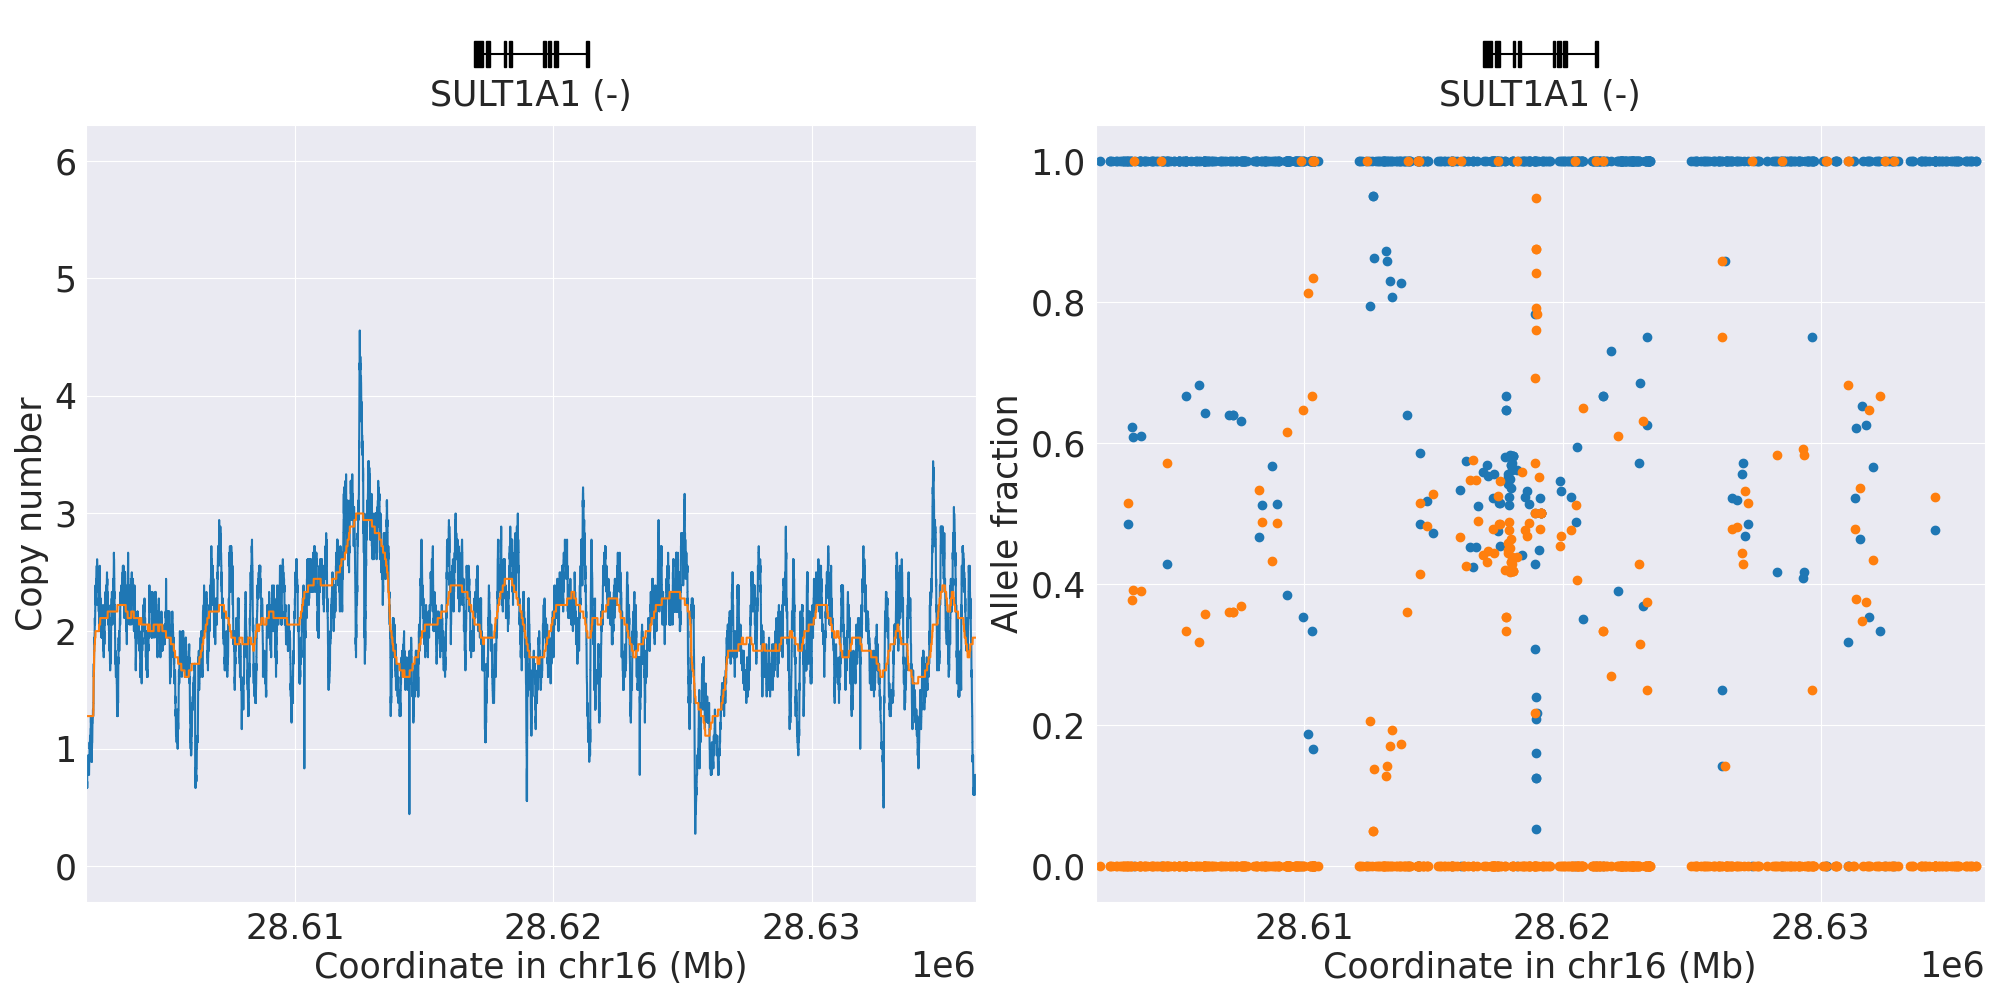 SULT1A1 (-)
SULT1A1 (-)
Copy number
6
5
4
3
2
1
0
28.61
28.62
28.63
Coordinate in chr16 (Mb)
1e6
Allele fraction
1.0
0.8
0.6
0.4
0.2
0.0
28.61
28.62
28.63
Coordinate in chr16 (Mb)
1e6